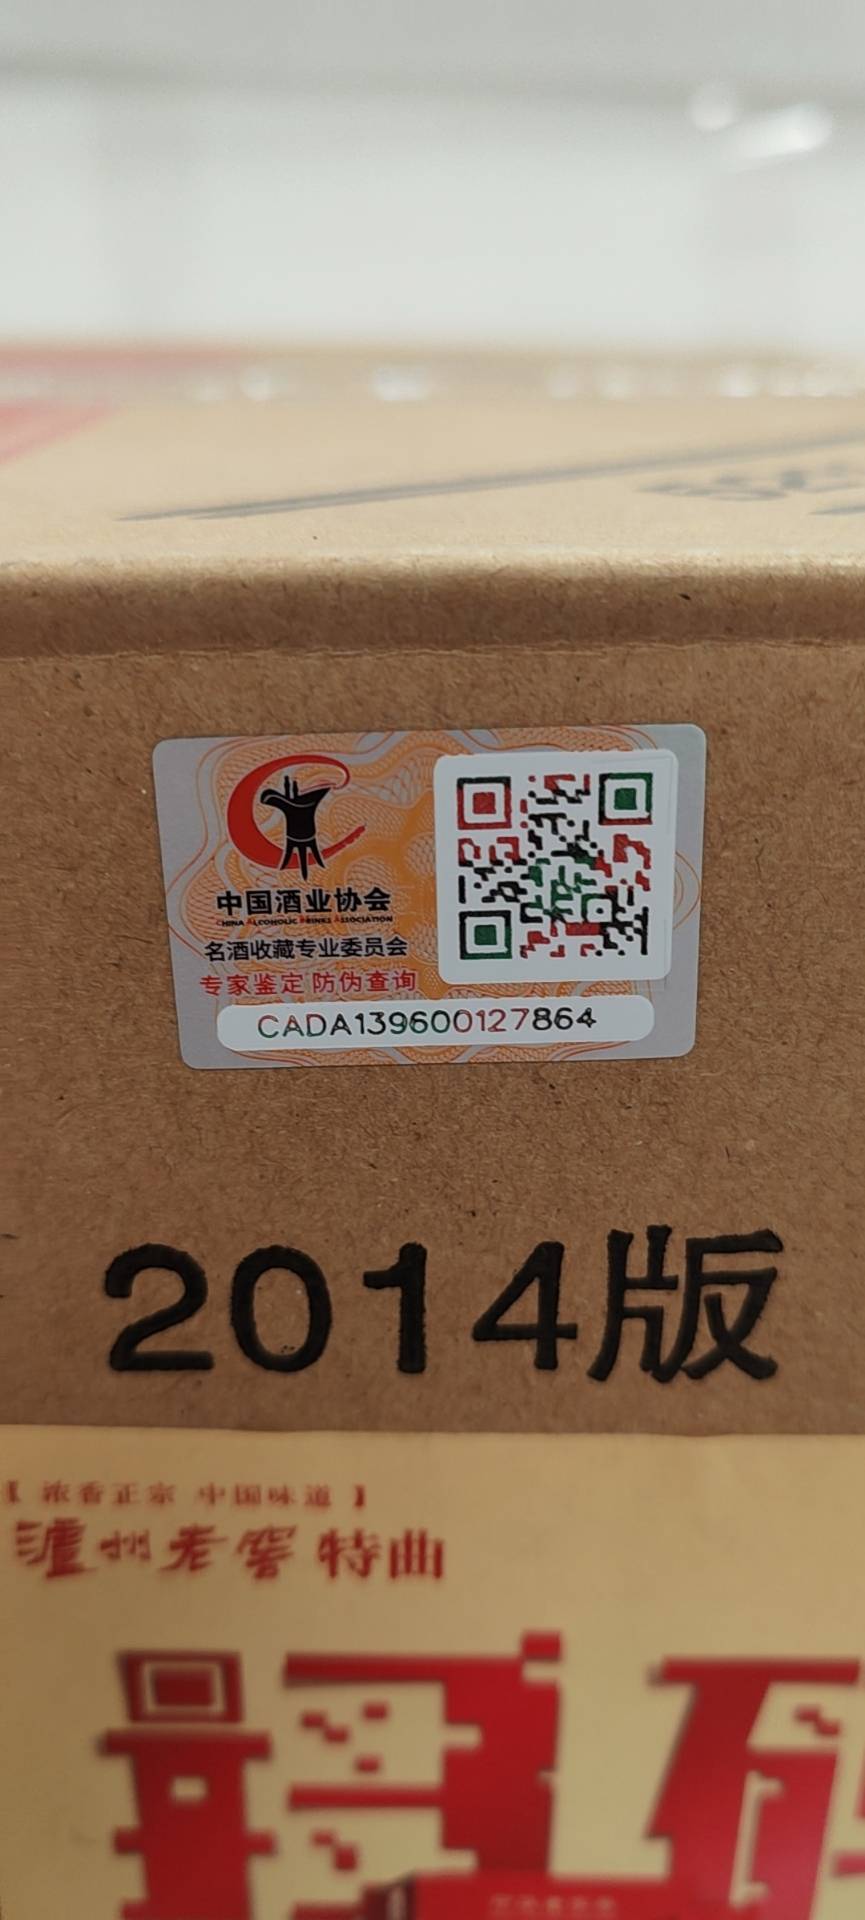 中国酒业协会
CHINA ALCOHOLIC DRINKS ASSOCIATION
名酒收藏专业委员会
专家鉴定 防伪查询
CADA139600127864
2014版
【 浓香正宗 中国味道 】
泸州老窖 特曲